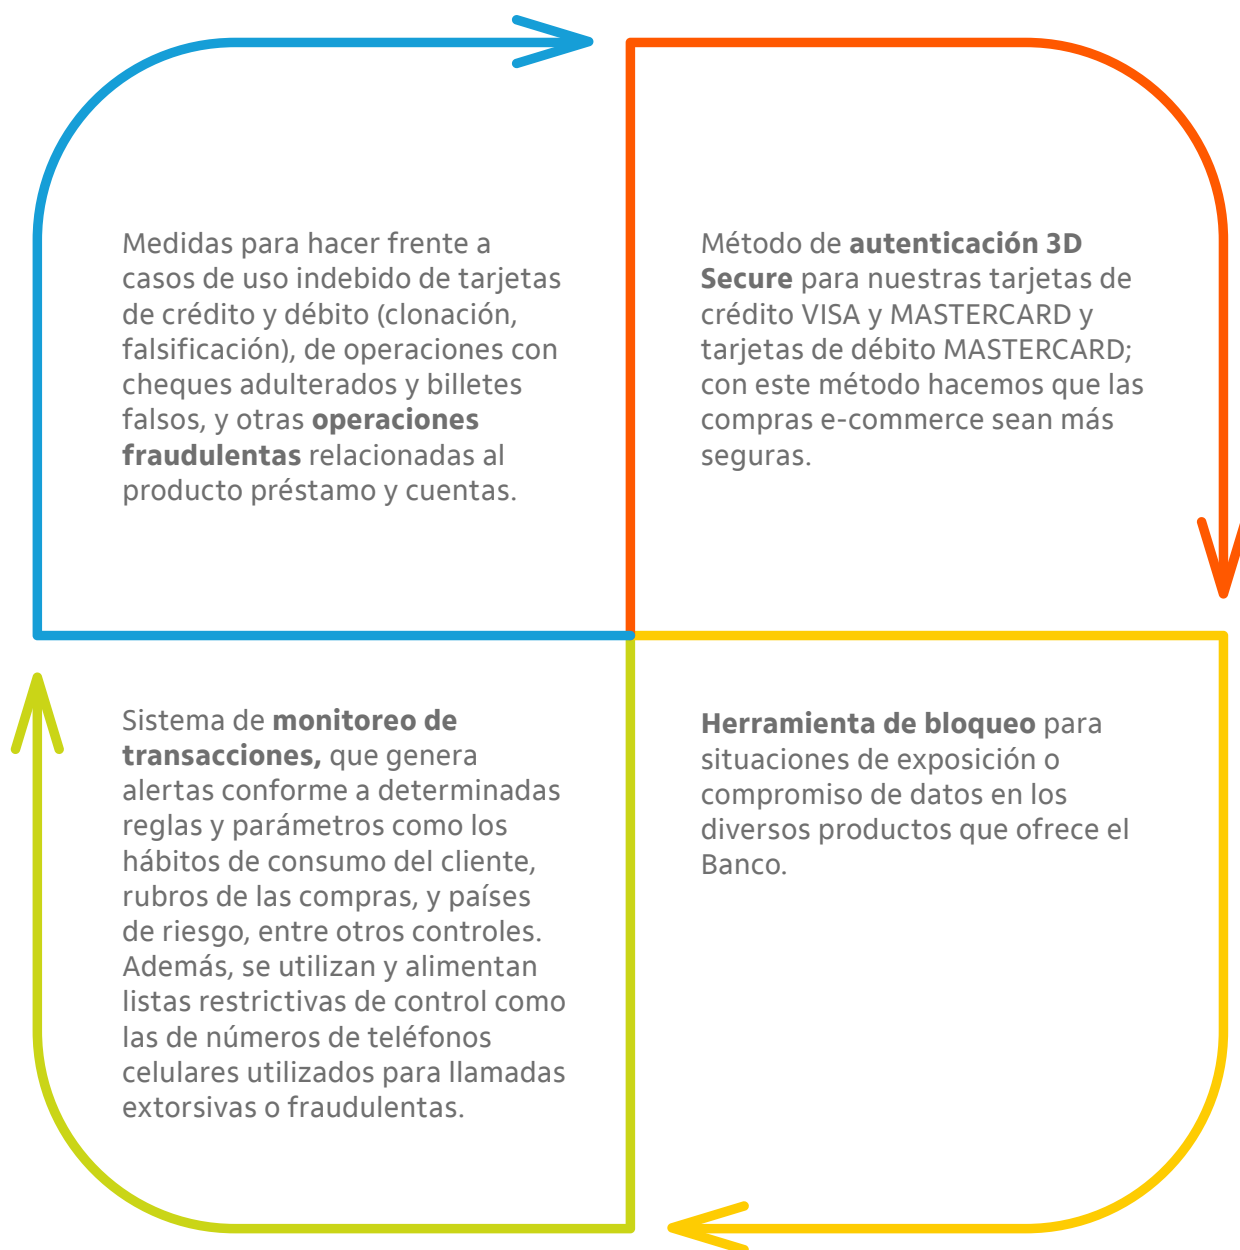 Medidas para hacer frente a
casos de uso indebido de tarjetas
de crédito y débito (clonación,
falsificación), de operaciones con
cheques adulterados y billetes
falsos, y otras operaciones
fraudulentas relacionadas al
producto préstamo y cuentas.
Método de autenticación 3D
Secure para nuestras tarjetas de
crédito VISA y MASTERCARD y
tarjetas de débito MASTERCARD;
con este método hacemos que las
compras e-commerce sean más
seguras.
Sistema de monitoreo de
transacciones, que genera
alertas conforme a determinadas
reglas y parámetros como los
hábitos de consumo del cliente,
rubros de las compras, y países
de riesgo, entre otros controles.
Además, se utilizan y alimentan
listas restrictivas de control como
las de números de teléfonos
celulares utilizados para llamadas
extorsivas o fraudulentas.
Herramienta de bloqueo para
situaciones de exposición o
compromiso de datos en los
diversos productos que ofrece el
Banco.